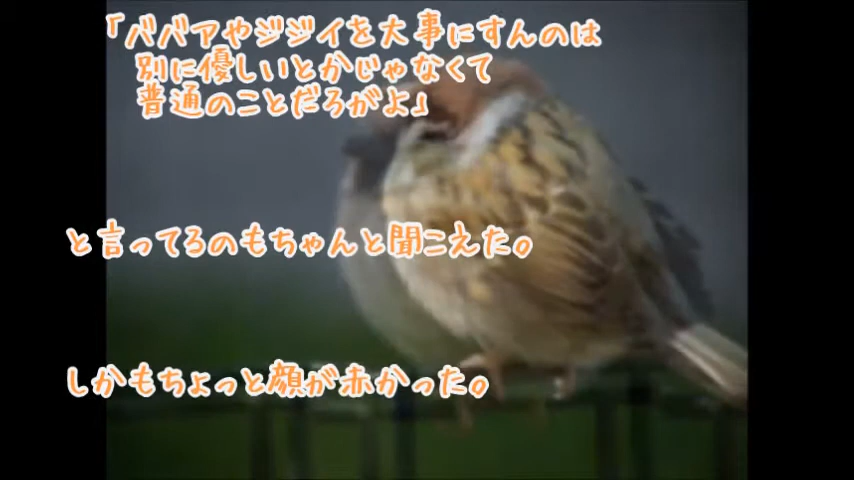 「ババアやジジイを大事にすんのは
別に優しいとかじゃなくて
普通のことだろがよ」
と言ってるのもちゃんと聞こえた。
しかもちょっと顔が赤かった。